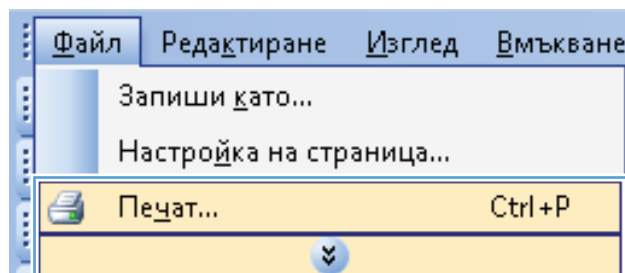 Файл Редактиране Изглед Вмъкване
Запиши като...
Настройка на страница...
Печат... Ctrl+P